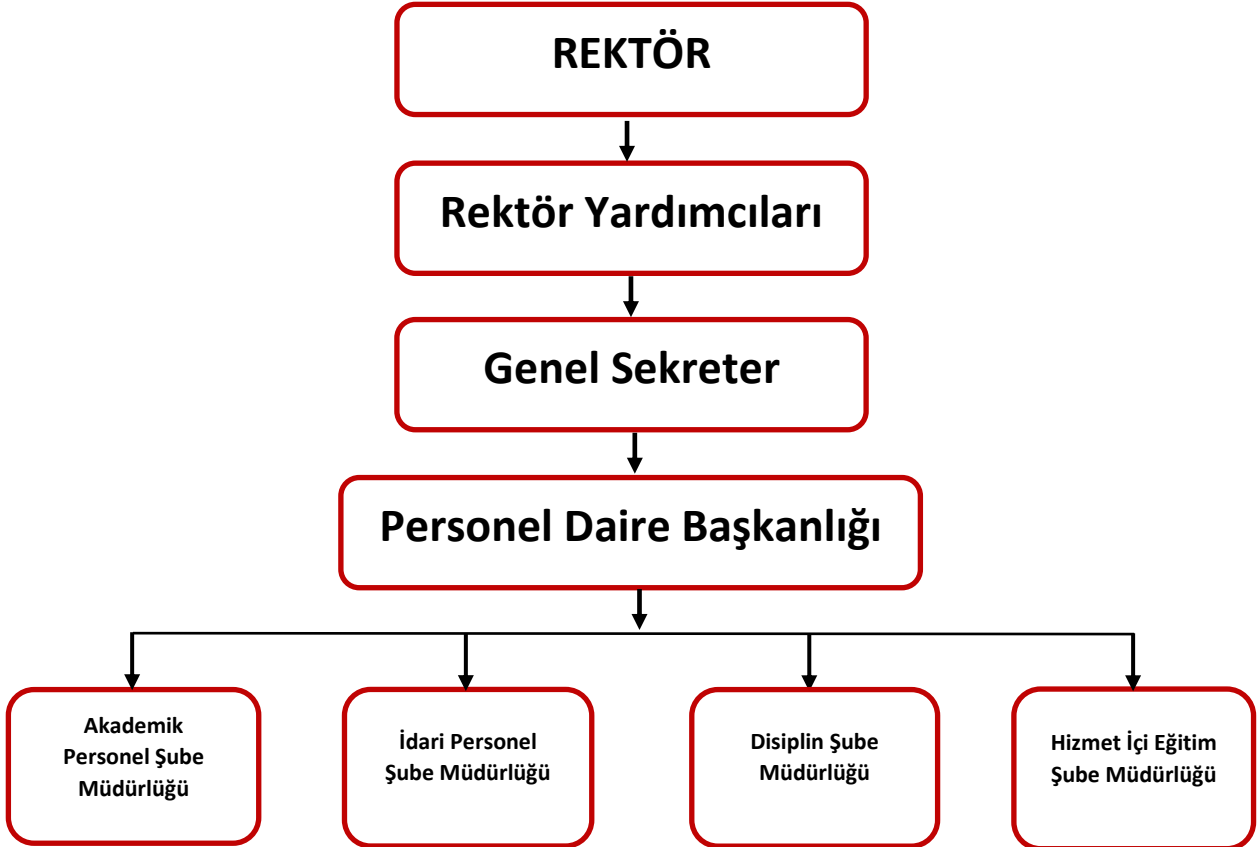 REKTÖR
Rektör Yardımcıları
Genel Sekreter
Personel Daire Başkanlığı
Akademik
Personel Şube
Müdürlüğü
İdari Personel
Şube Müdürlüğü
Disiplin Şube
Müdürlüğü
Hizmet İçi Eğitim
Şube Müdürlüğü